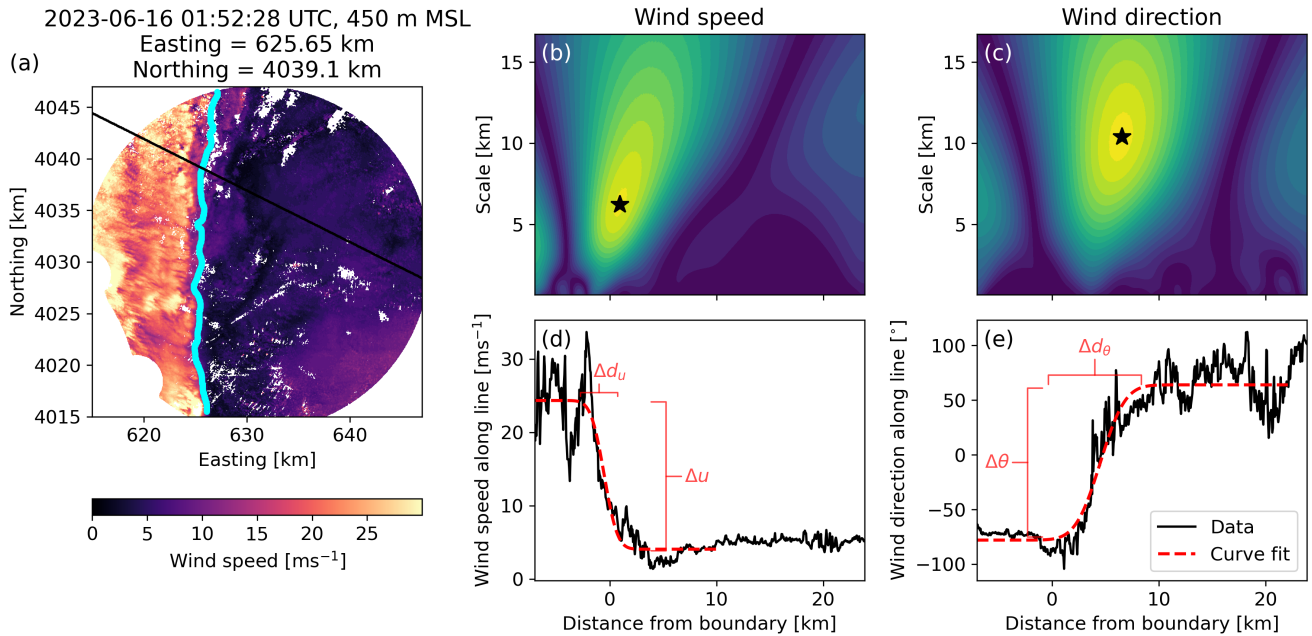 2023-06-16 01:52:28 UTC, 450 m MSL
Easting = 625.65 km
Northing = 4039.1 km
(a)
4045
4040
4035
4030
4025
4020
4015
Northing [km]
620
630
640
Easting [km]
0
5
10
15
20
25
Wind speed [ms⁻¹]
Wind speed
(b)
15
10
5
Scale [km]
Wind direction
(c)
15
10
5
Scale [km]
(d)
Δd_u
Δu
30
20
10
0
Wind speed along line [ms⁻¹]
0
10
20
Distance from boundary [km]
(e)
Δd_θ
Δθ
100
50
0
−50
−100
Wind direction along line [°]
Data
Curve fit
0
10
20
Distance from boundary [km]